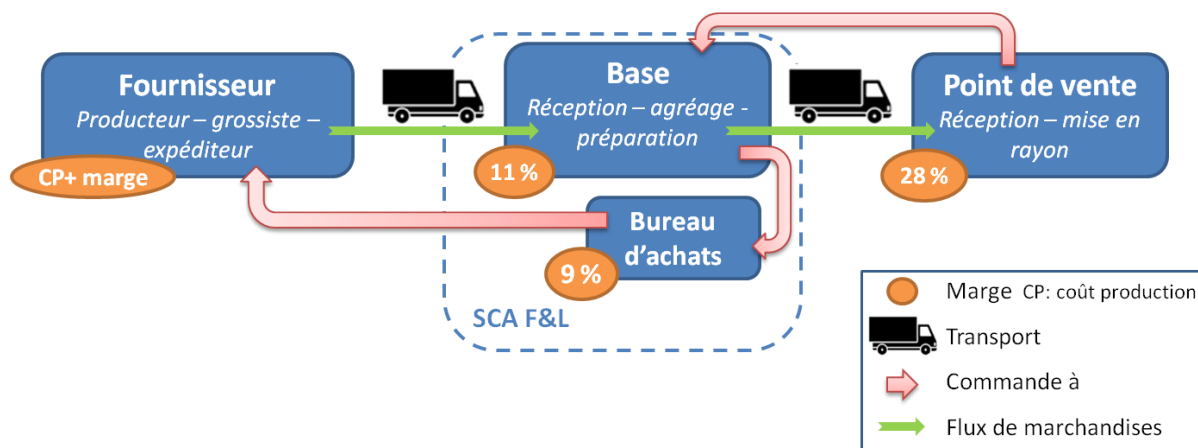 Fournisseur
Producteur – grossiste –
expéditeur
CP+ marge
Base
Réception – agréage -
préparation
11 %
Point de vente
Réception – mise en
rayon
28 %
Bureau
d’achats
9 %
SCA F&L
Marge CP: coût production
Transport
Commande à
Flux de marchandises